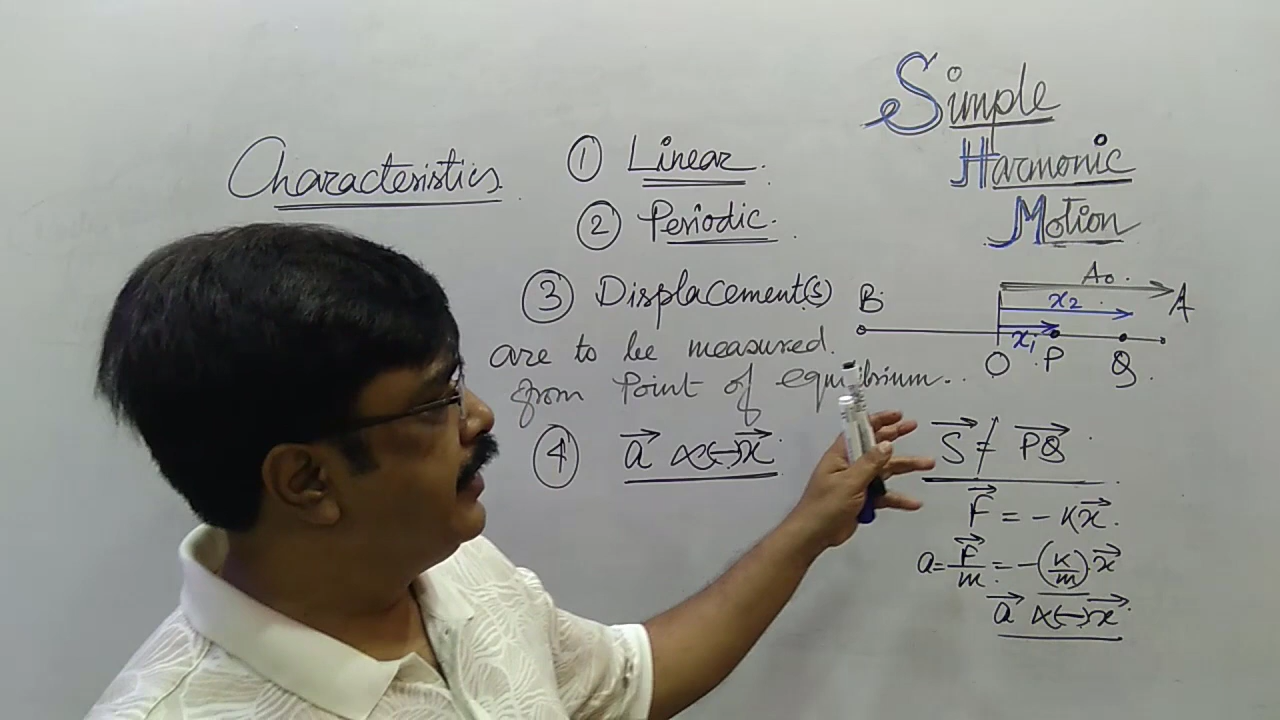 Simple
Harmonic
Motion
Characteristics.
① Linear.
② Periodic.
③ Displacement(s)
are to be measured.
from Point of equilibrium..
④ a⃗ ∝(-)x⃗
A₀.
x₂
B A
x₁
O P Q.
S⃗ ≠ PQ⃗
F⃗ = -Kx⃗.
a = F⃗/m = -(K/m)x⃗
a⃗ ∝(-)x⃗